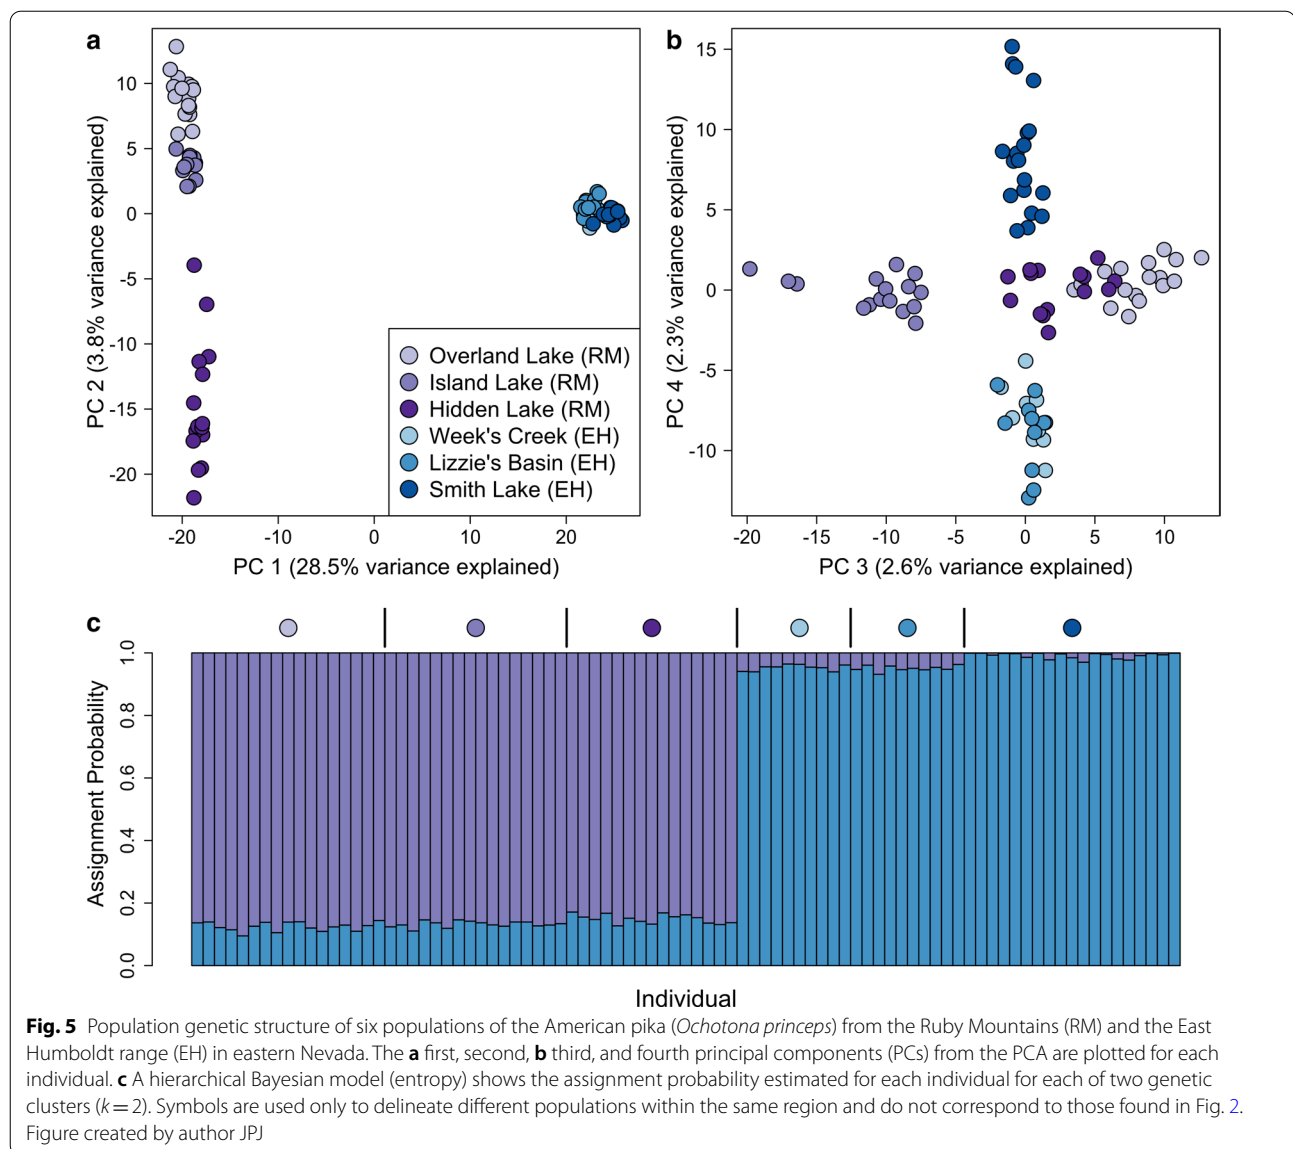 a
10
5
0
-5
-10
-15
-20
PC 2 (3.8% variance explained)
Overland Lake (RM)
Island Lake (RM)
Hidden Lake (RM)
Week's Creek (EH)
Lizzie's Basin (EH)
Smith Lake (EH)
-20 -10 0 10 20
PC 1 (28.5% variance explained)
b
15
10
5
0
-5
-10
PC 4 (2.3% variance explained)
-20 -15 -10 -5 0 5 10
PC 3 (2.6% variance explained)
c
1.0
0.8
0.6
0.4
0.2
0.0
Assignment Probability
Individual
Fig. 5 Population genetic structure of six populations of the American pika (Ochotona princeps) from the Ruby Mountains (RM) and the East
Humboldt range (EH) in eastern Nevada. The a first, second, b third, and fourth principal components (PCs) from the PCA are plotted for each
individual. c A hierarchical Bayesian model (entropy) shows the assignment probability estimated for each individual for each of two genetic
clusters (k = 2). Symbols are used only to delineate different populations within the same region and do not correspond to those found in Fig. 2.
Figure created by author JPJ